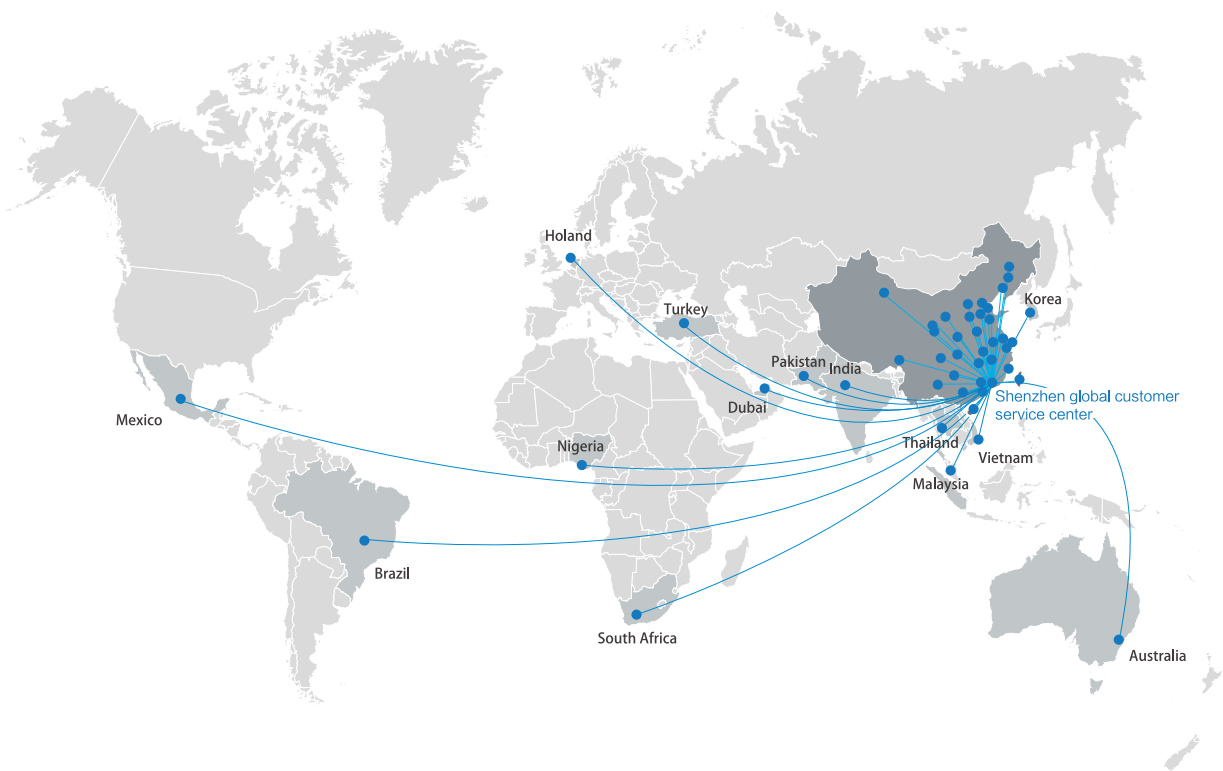 Holand
Korea
Turkey
Pakistan
India
Shenzhen global customer
service center
Dubai
Mexico
Thailand
Nigeria
Vietnam
Malaysia
Brazil
South Africa
Australia